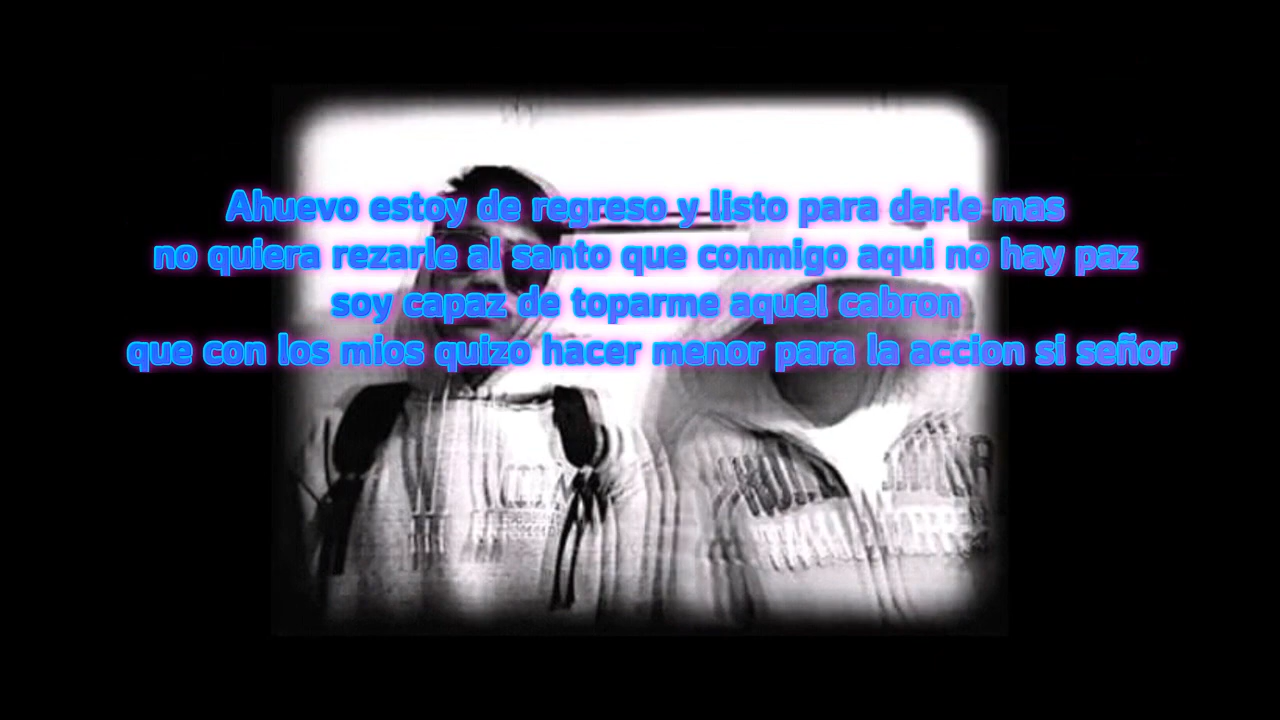 Ahuevo estoy de regreso y listo para darle mas
no quiera rezarle al santo que conmigo aqui no hay paz
soy capaz de toparme aquel cabron
que con los mios quizo hacer menor para la accion si señor